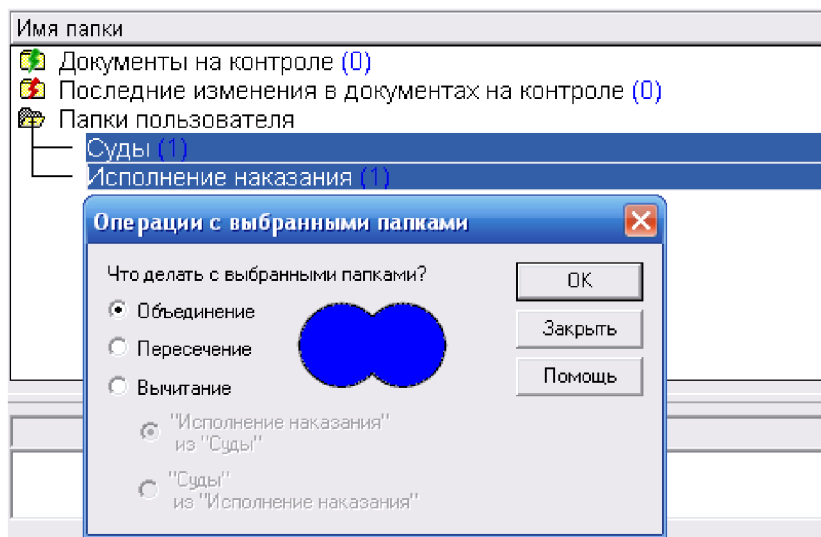 Имя папки
Документы на контроле (0)
Последние изменения в документах на контроле (0)
Папки пользователя
Суды (1)
Исполнение наказания (1)
Операции с выбранными папками
Что делать с выбранными папками?
OK
Объединение
Закрыть
Пересечение
Помощь
Вычитание
"Исполнение наказания"
из "Суды"
"Суды"
из "Исполнение наказания"